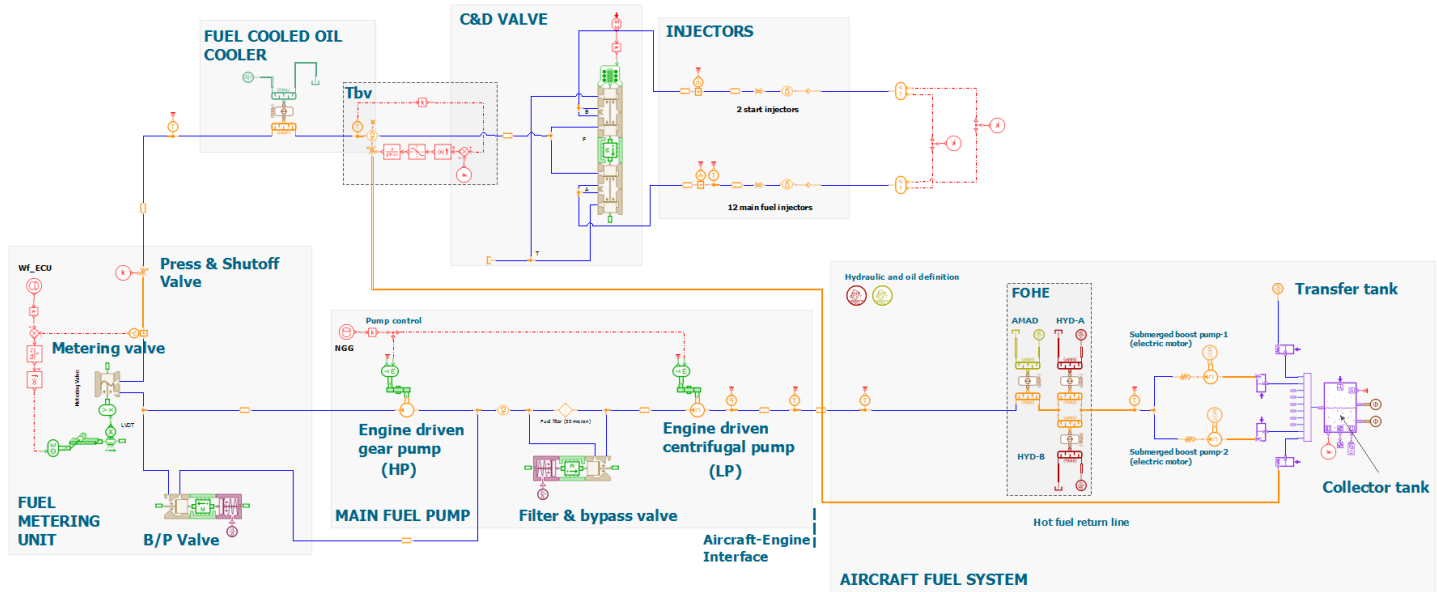 FUEL COOLED OIL
COOLER
C&D VALVE
INJECTORS
Tbv
2 start injectors
12 main fuel injectors
Wf_ECU
Press & Shutoff
Valve
Metering valve
Metering Valve
LVDT
FUEL
METERING
UNIT
B/P Valve
Pump control
NGG
Engine driven
gear pump
(HP)
Engine driven
centrifugal pump
(LP)
MAIN FUEL PUMP
Filter & bypass valve
Aircraft-Engine
Interface
Hydraulic and oil definition
FOHE
AMAD
HYD-A
HYD-B
Submerged boost pump-1
(electric motor)
Submerged boost pump-2
(electric motor)
Transfer tank
Collector tank
Hot fuel return line
AIRCRAFT FUEL SYSTEM